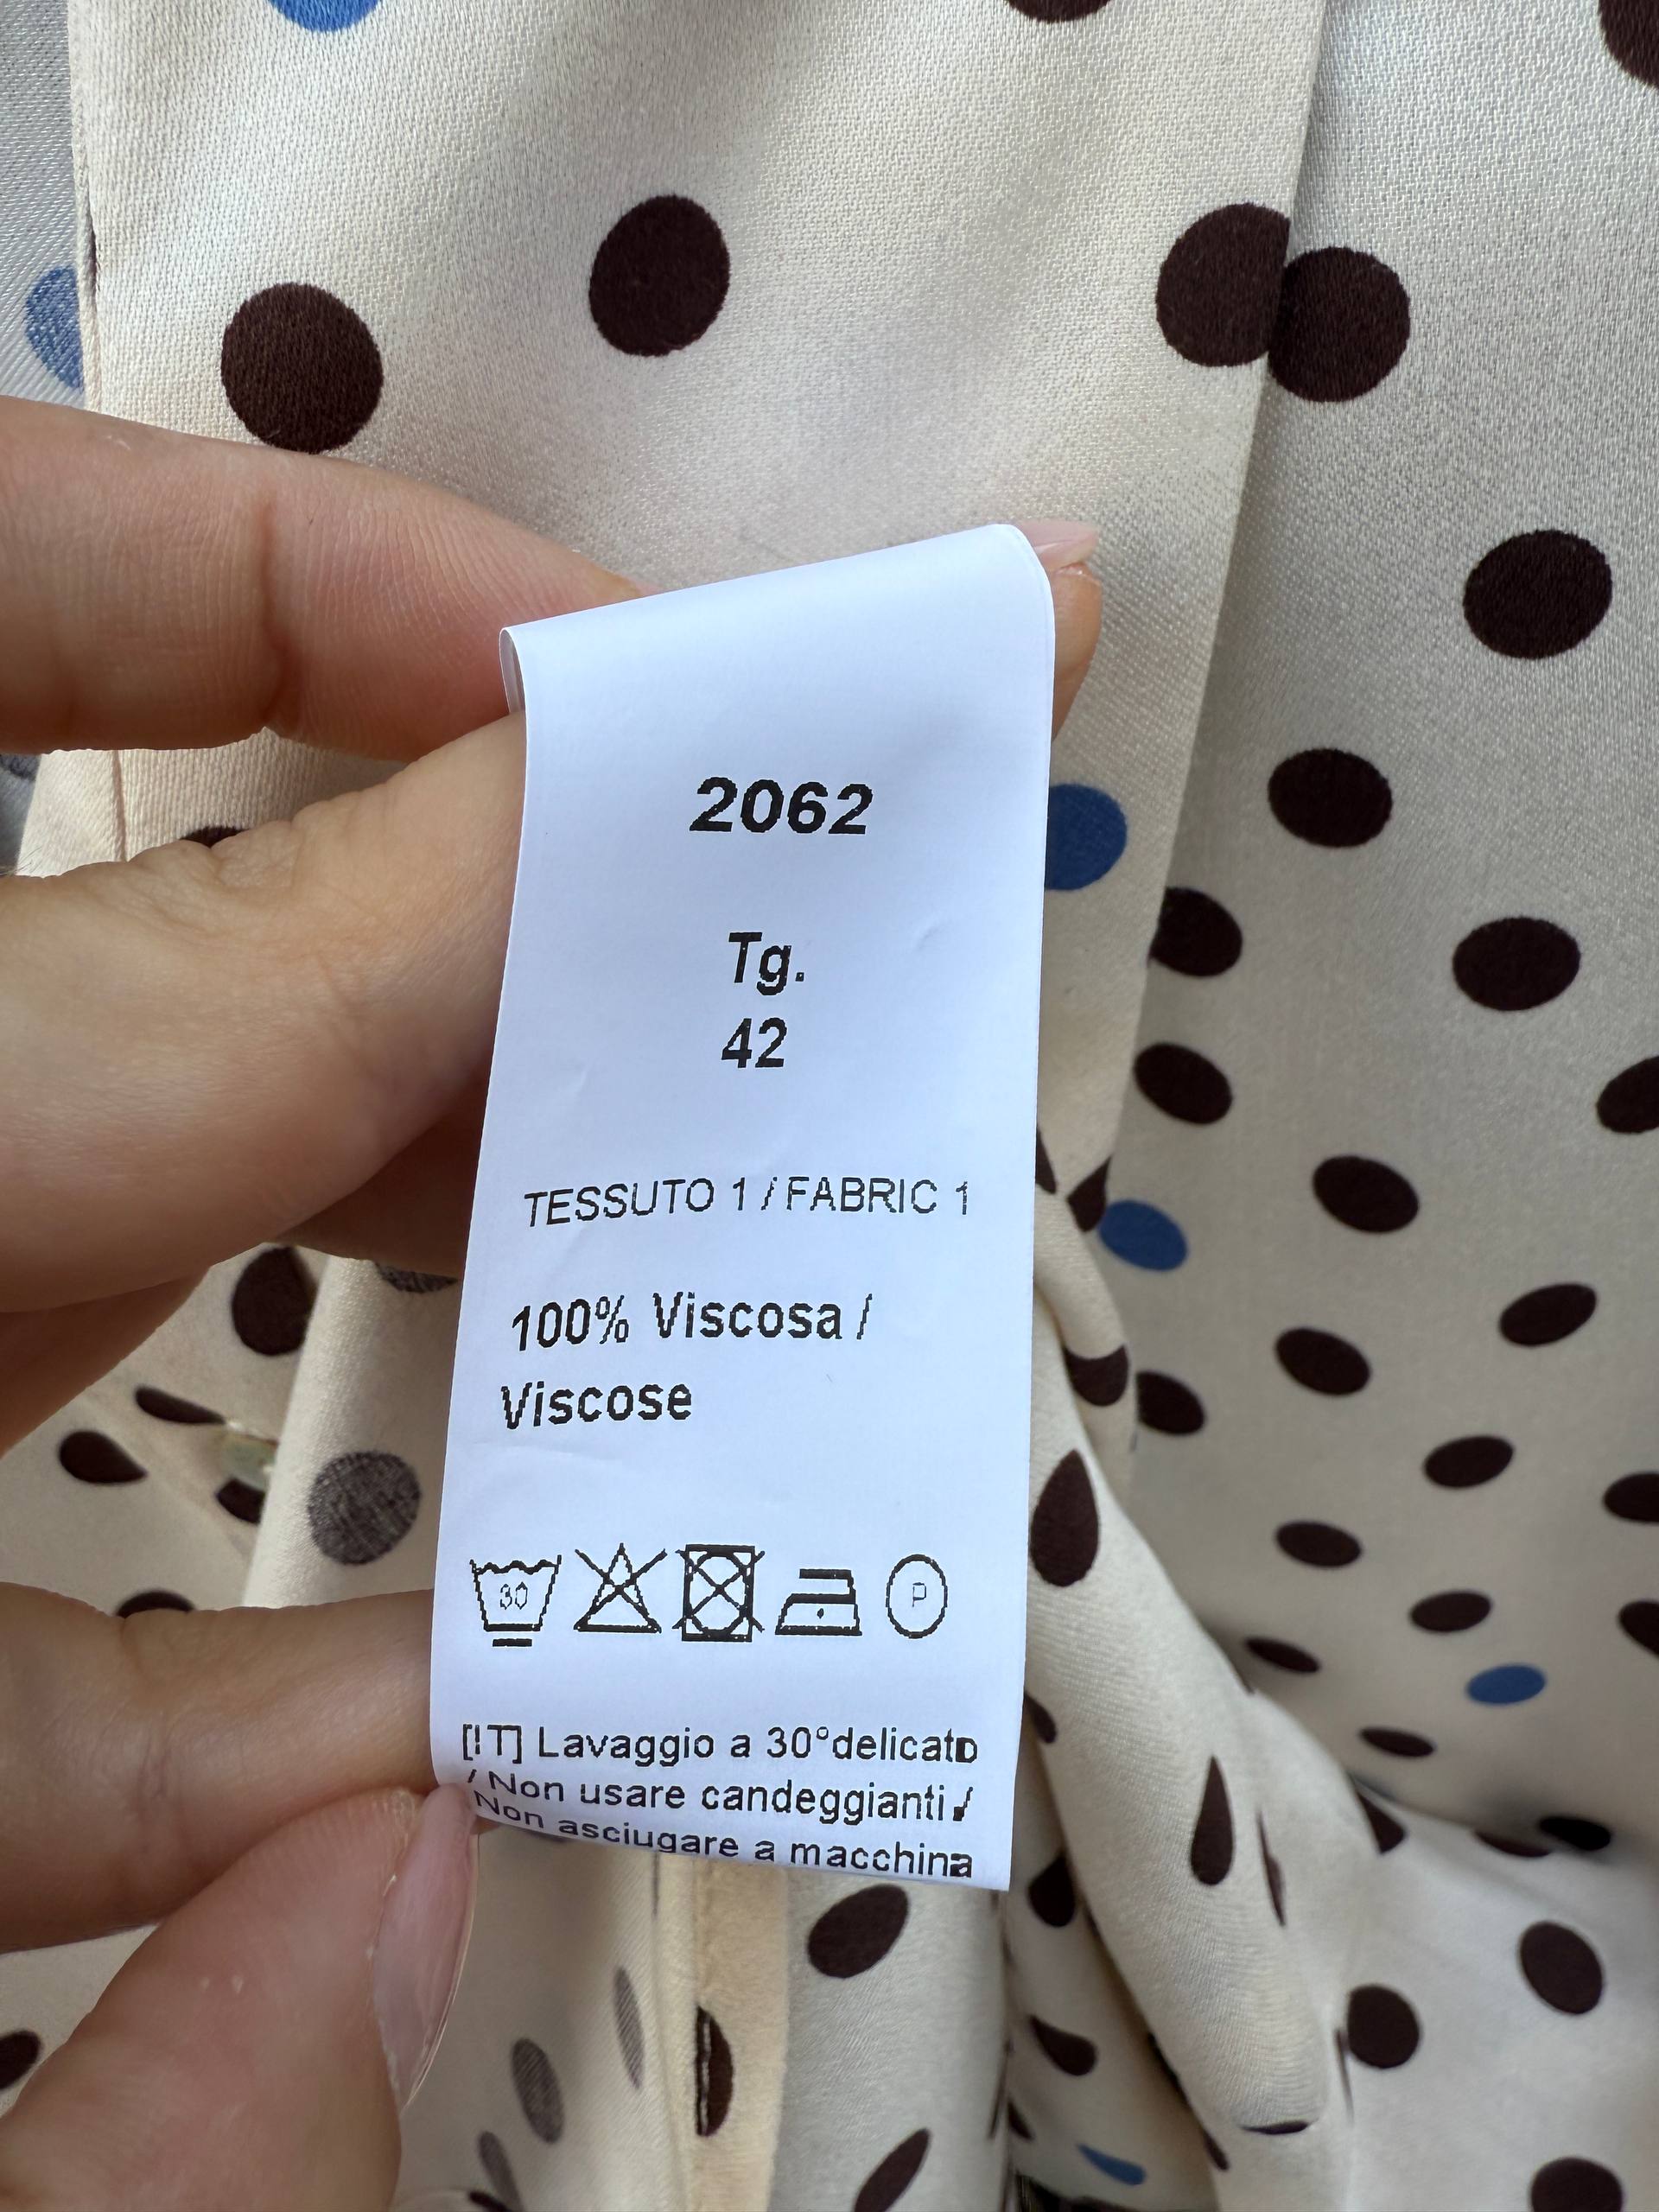 2062
Tg.
42
TESSUTO 1 / FABRIC 1
100% Viscosa /
Viscose
30 P
[IT] Lavaggio a 30°delicato
/ Non usare candeggianti /
Non asciugare a macchina